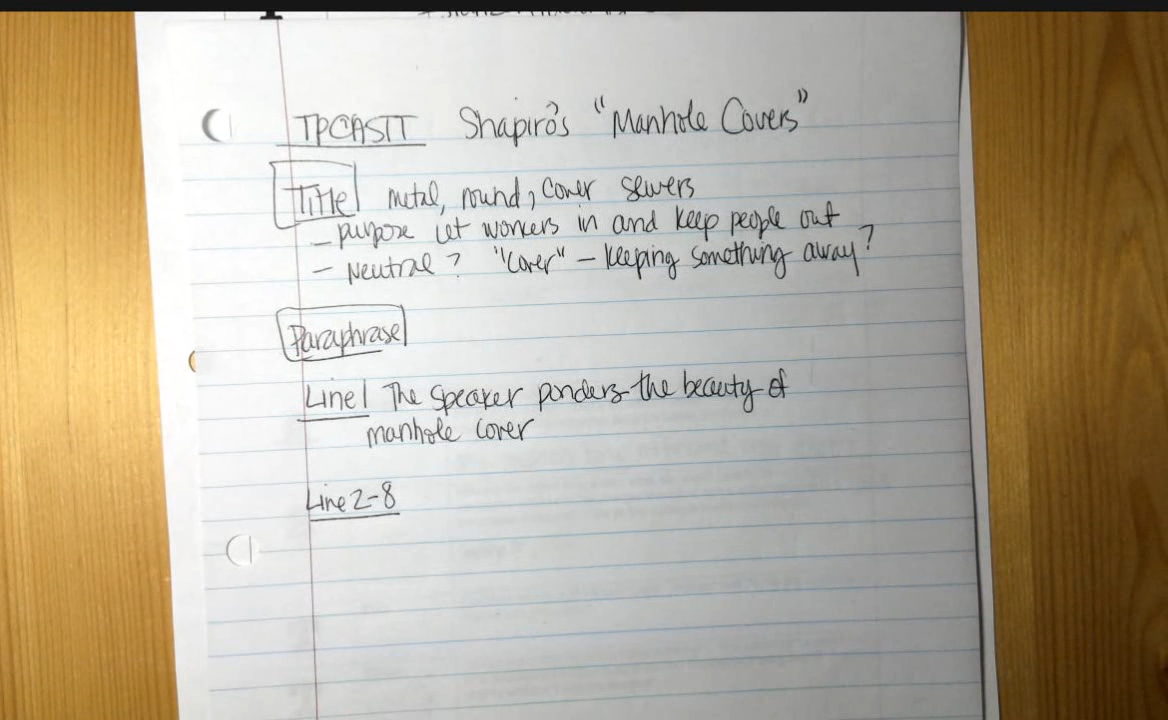 TPCASTT Shapiro's "Manhole Covers"
Title metal, round, cover sewers
- purpose let workers in and keep people out
- Neutral? "Cover" - keeping something away?
Paraphrase
Line 1 The speaker ponders the beauty of
manhole cover
Line 2-8